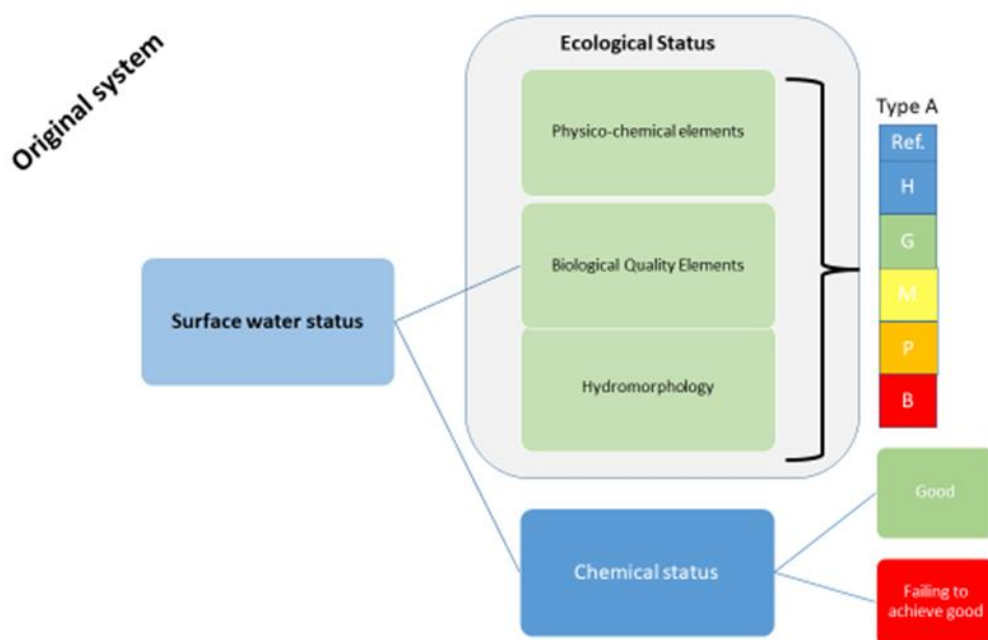 Original system
Ecological Status
Physico-chemical elements
Biological Quality Elements
Hydromorphology
Type A
Ref.
H
G
M
P
B
Surface water status
Chemical status
Good
Failing to
achieve good